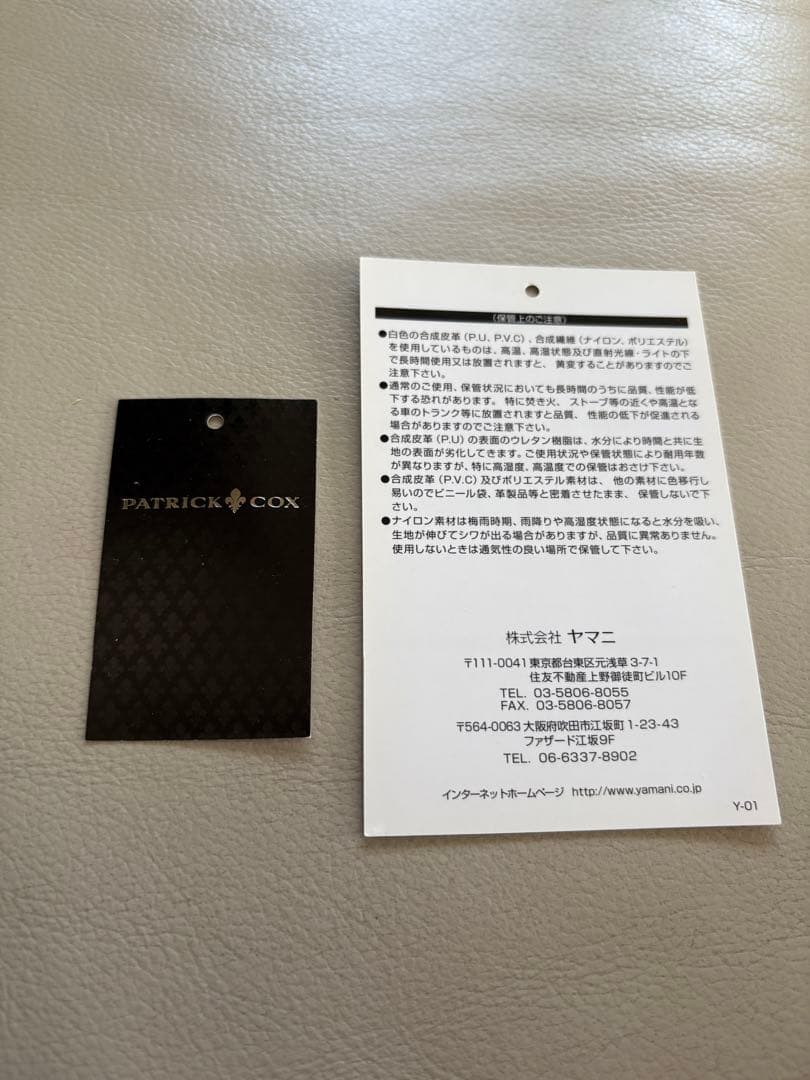 PATRICK COX
(保管上のご注意)
●白色の合成皮革(P.U、P.V.C)、合成繊維(ナイロン、ポリエステル)
を使用しているものは、高温、高湿状態及び直射光線・ライトの下
で長時間使用又は放置されますと、黄変することがありますのでご
注意下さい。
●通常のご使用、保管状況においても長時間のうちに品質、性能が低
下する恐れがあります。特に焚き火、ストーブ等の近くや高温とな
る車のトランク等に放置されますと品質、性能の低下が促進される
場合がありますのでご注意下さい。
●合成皮革(P.U)の表面のウレタン樹脂は、水分により時間と共に生
地の表面が劣化してきます。ご使用状況や保管状態により耐用年数
が異なりますが、特に高湿度、高温度での保管はおさけ下さい。
●合成皮革(P.V.C)及びポリエステル素材は、他の素材に色移行し
易いのでビニール袋、革製品等と密着させたまま、保管しないで下
さい。
●ナイロン素材は梅雨時期、雨降りや高湿度状態になると水分を吸い、
生地が伸びてシワが出る場合がありますが、品質に異常ありません。
使用しないときは通気性の良い場所で保管して下さい。
株式会社 ヤマニ
〒111-0041 東京都台東区元浅草 3-7-1
住友不動産上野御徒町ビル10F
TEL. 03-5806-8055
FAX. 03-5806-8057
〒564-0063 大阪府吹田市江坂町 1-23-43
ファザード江坂9F
TEL. 06-6337-8902
インターネットホームページ http://www.yamani.co.jp
Y-01